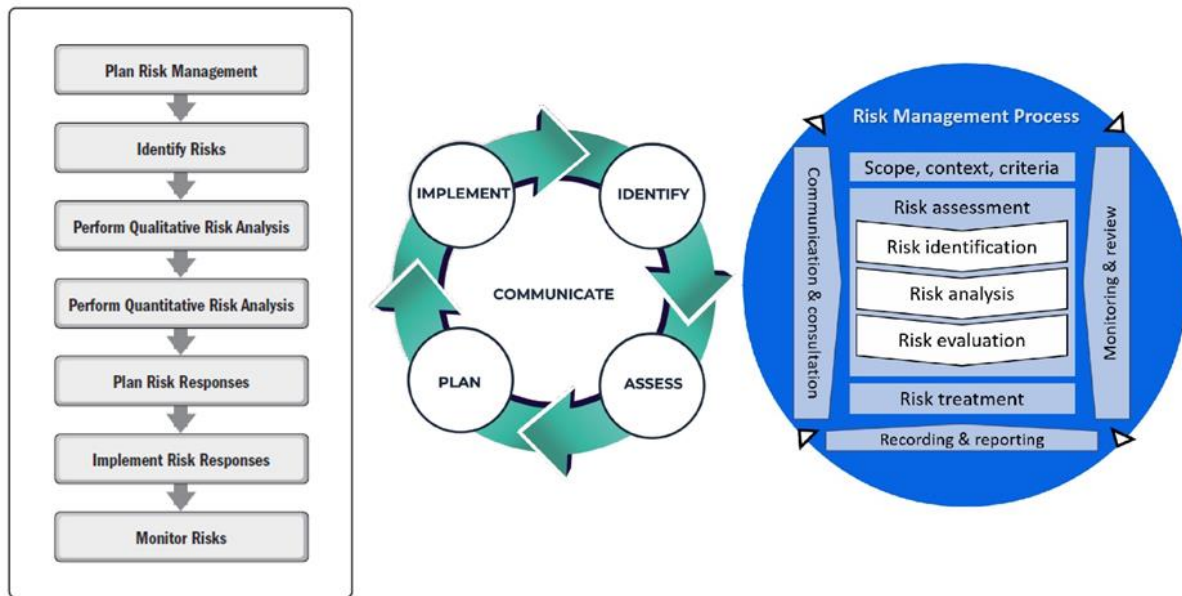 Plan Risk Management
Identify Risks
Perform Qualitative Risk Analysis
Perform Quantitative Risk Analysis
Plan Risk Responses
Implement Risk Responses
Monitor Risks
IMPLEMENT
IDENTIFY
COMMUNICATE
PLAN
ASSESS
Risk Management Process
Communication & consultation
Scope, context, criteria
Risk assessment
Risk identification
Risk analysis
Risk evaluation
Risk treatment
Monitoring & review
Recording & reporting